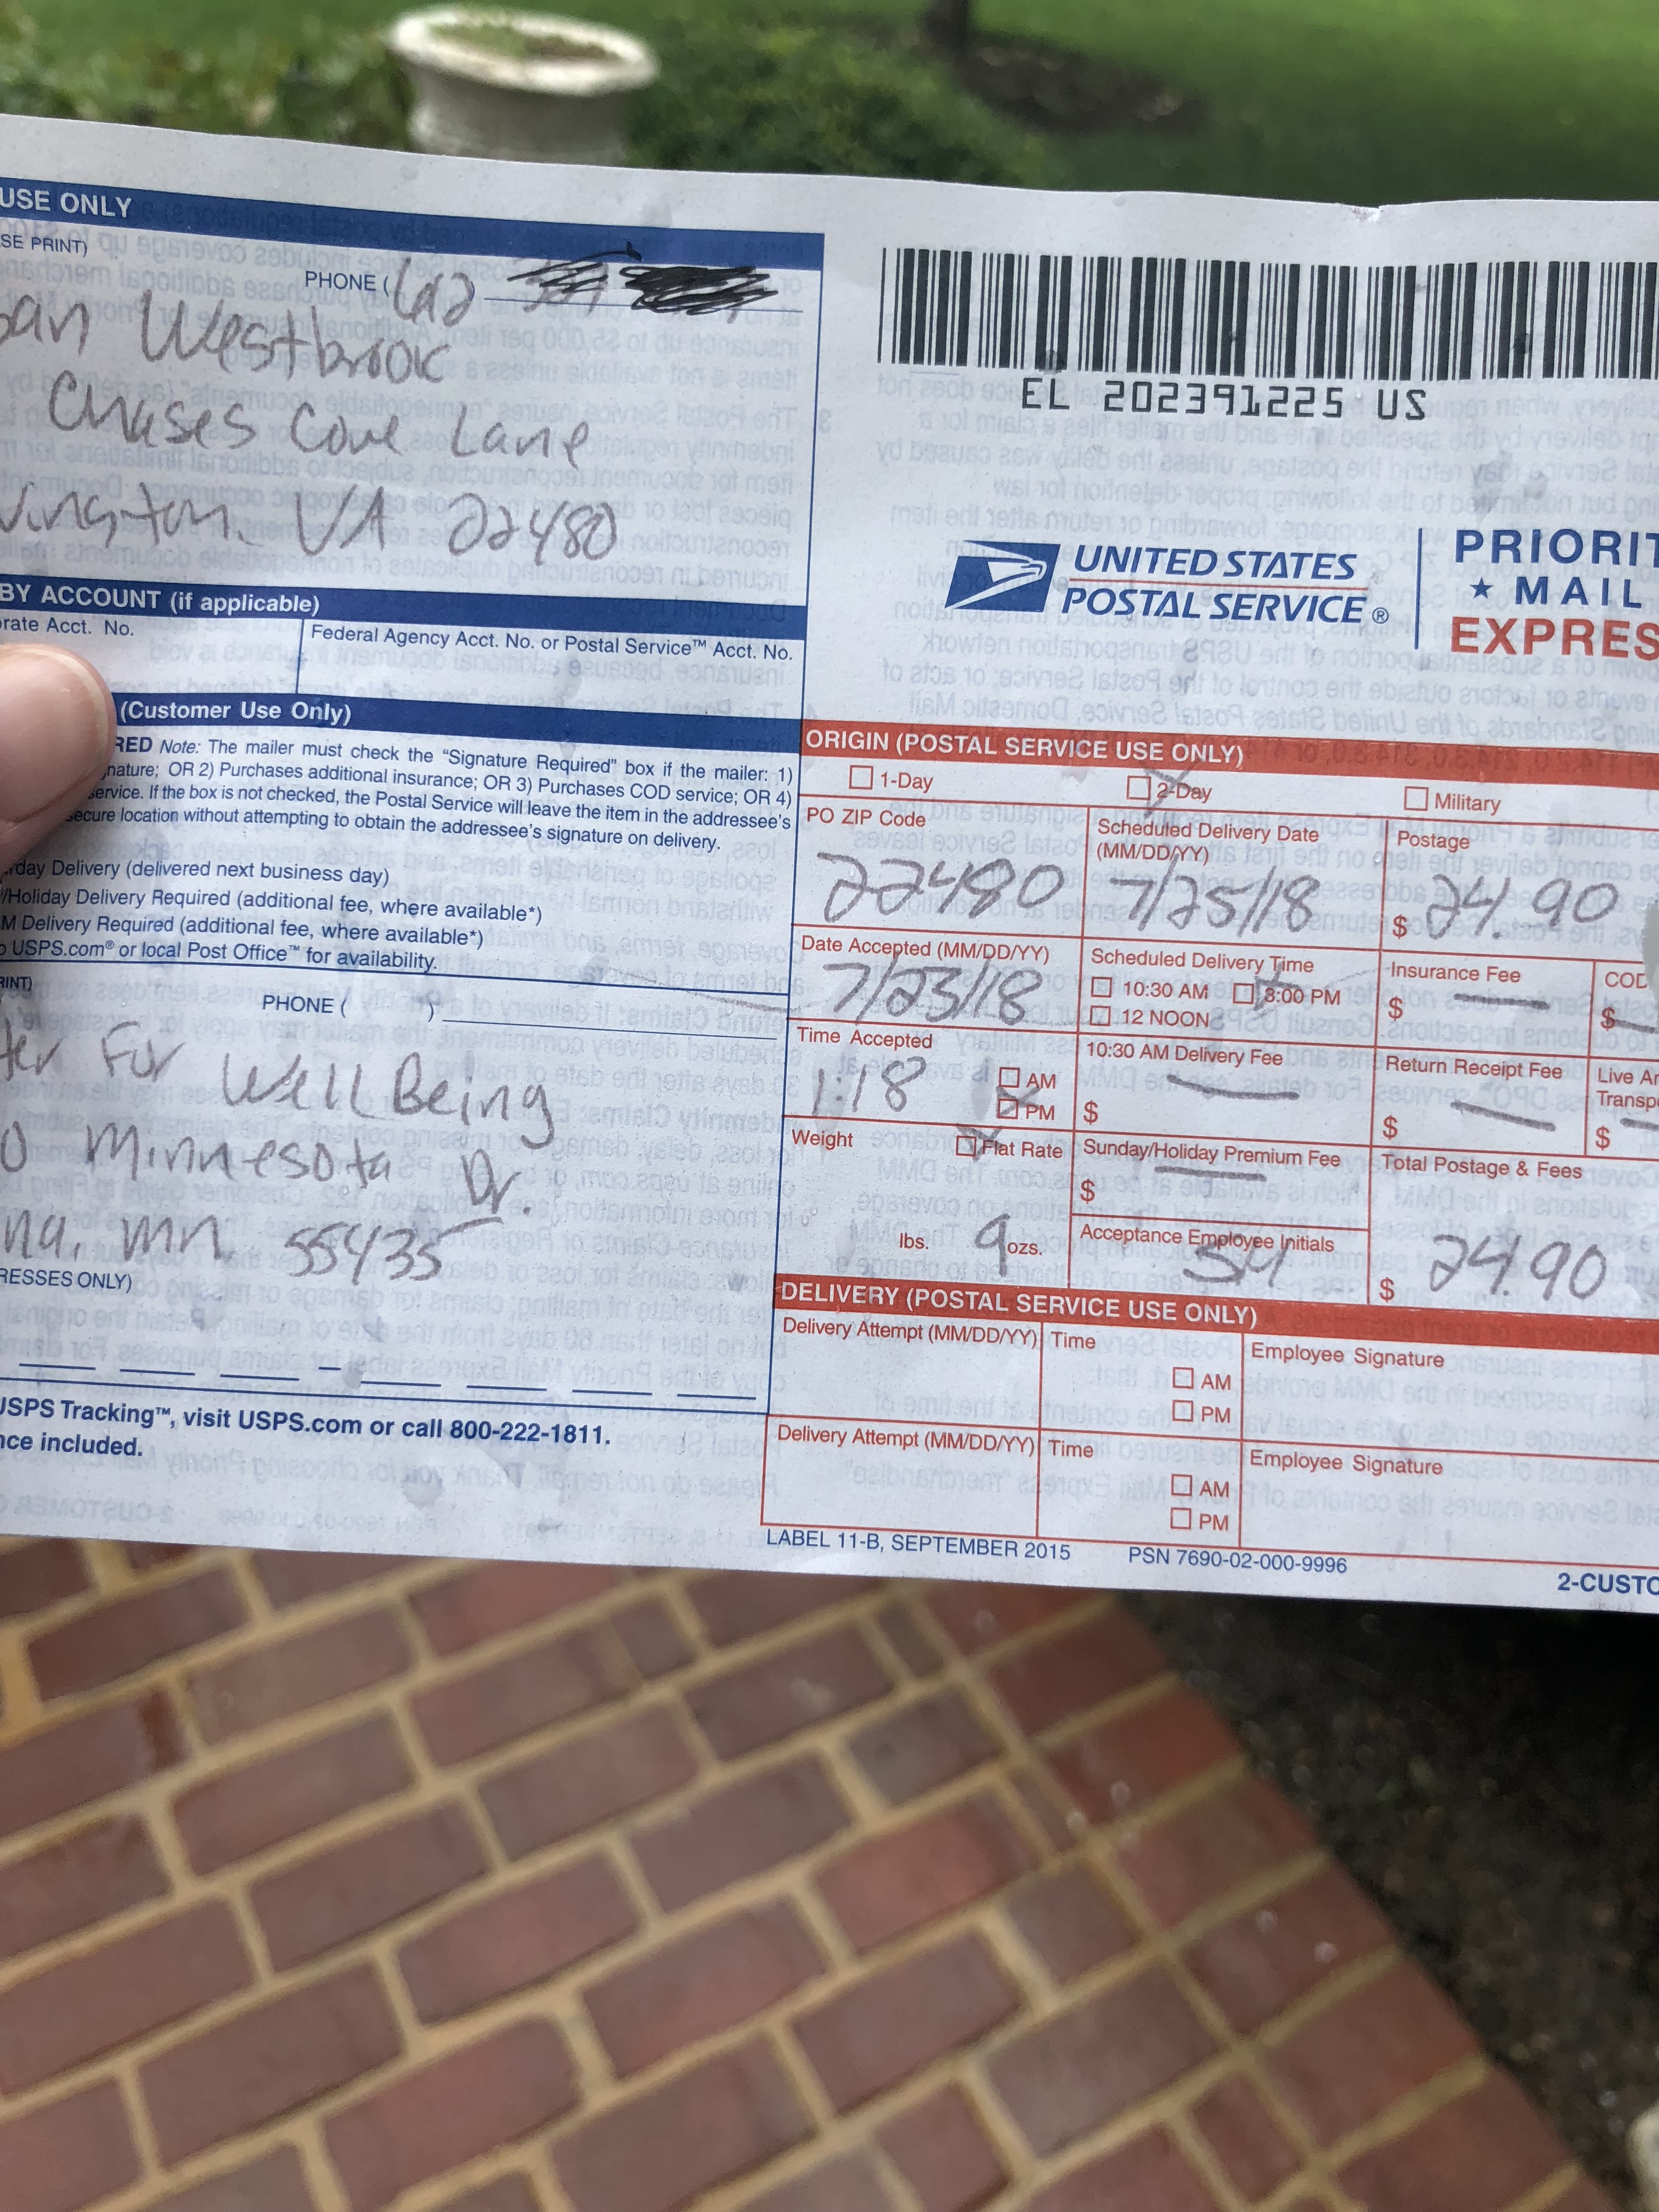 USE ONLY
SE PRINT)
PHONE (
an Westbrook
Chases Cove Lane
vington. VA 22480
BY ACCOUNT (if applicable)
rate Acct. No.
Federal Agency Acct. No. or Postal Service™ Acct. No.
(Customer Use Only)
RED Note: The mailer must check the “Signature Required” box if the mailer: 1)
nature; OR 2) Purchases additional insurance; OR 3) Purchases COD service; OR 4)
service. If the box is not checked, the Postal Service will leave the item in the addressee's
secure location without attempting to obtain the addressee's signature on delivery.
rday Delivery (delivered next business day)
/Holiday Delivery Required (additional fee, where available*)
M Delivery Required (additional fee, where available*)
o USPS.com® or local Post Office™ for availability.
RINT)
PHONE ( )
ter For Well Being
0 Minnesota Dr.
na, mn 55435
RESSES ONLY)
USPS Tracking™, visit USPS.com or call 800-222-1811.
nce included.
EL 202391225 US
UNITED STATES
POSTAL SERVICE®
PRIORIT
★ MAIL
EXPRES
ORIGIN (POSTAL SERVICE USE ONLY)
1-Day 2-Day Military
PO ZIP Code
22480
Scheduled Delivery Date
(MM/DD/YY)
7/25/18
Postage
$ 24.90
Date Accepted (MM/DD/YY)
7/23/18
Scheduled Delivery Time
10:30 AM 3:00 PM
12 NOON
Insurance Fee
$
COD
$
Time Accepted
1:18
AM
PM
10:30 AM Delivery Fee
$
Return Receipt Fee
$
Live An
Transpo
$
Weight
Flat Rate
lbs. 9 ozs.
Sunday/Holiday Premium Fee
$
Total Postage & Fees
$ 24.90
Acceptance Employee Initials
DELIVERY (POSTAL SERVICE USE ONLY)
Delivery Attempt (MM/DD/YY) Time Employee Signature
AM
PM
Delivery Attempt (MM/DD/YY) Time Employee Signature
AM
PM
LABEL 11-B, SEPTEMBER 2015 PSN 7690-02-000-9996
2-CUSTO